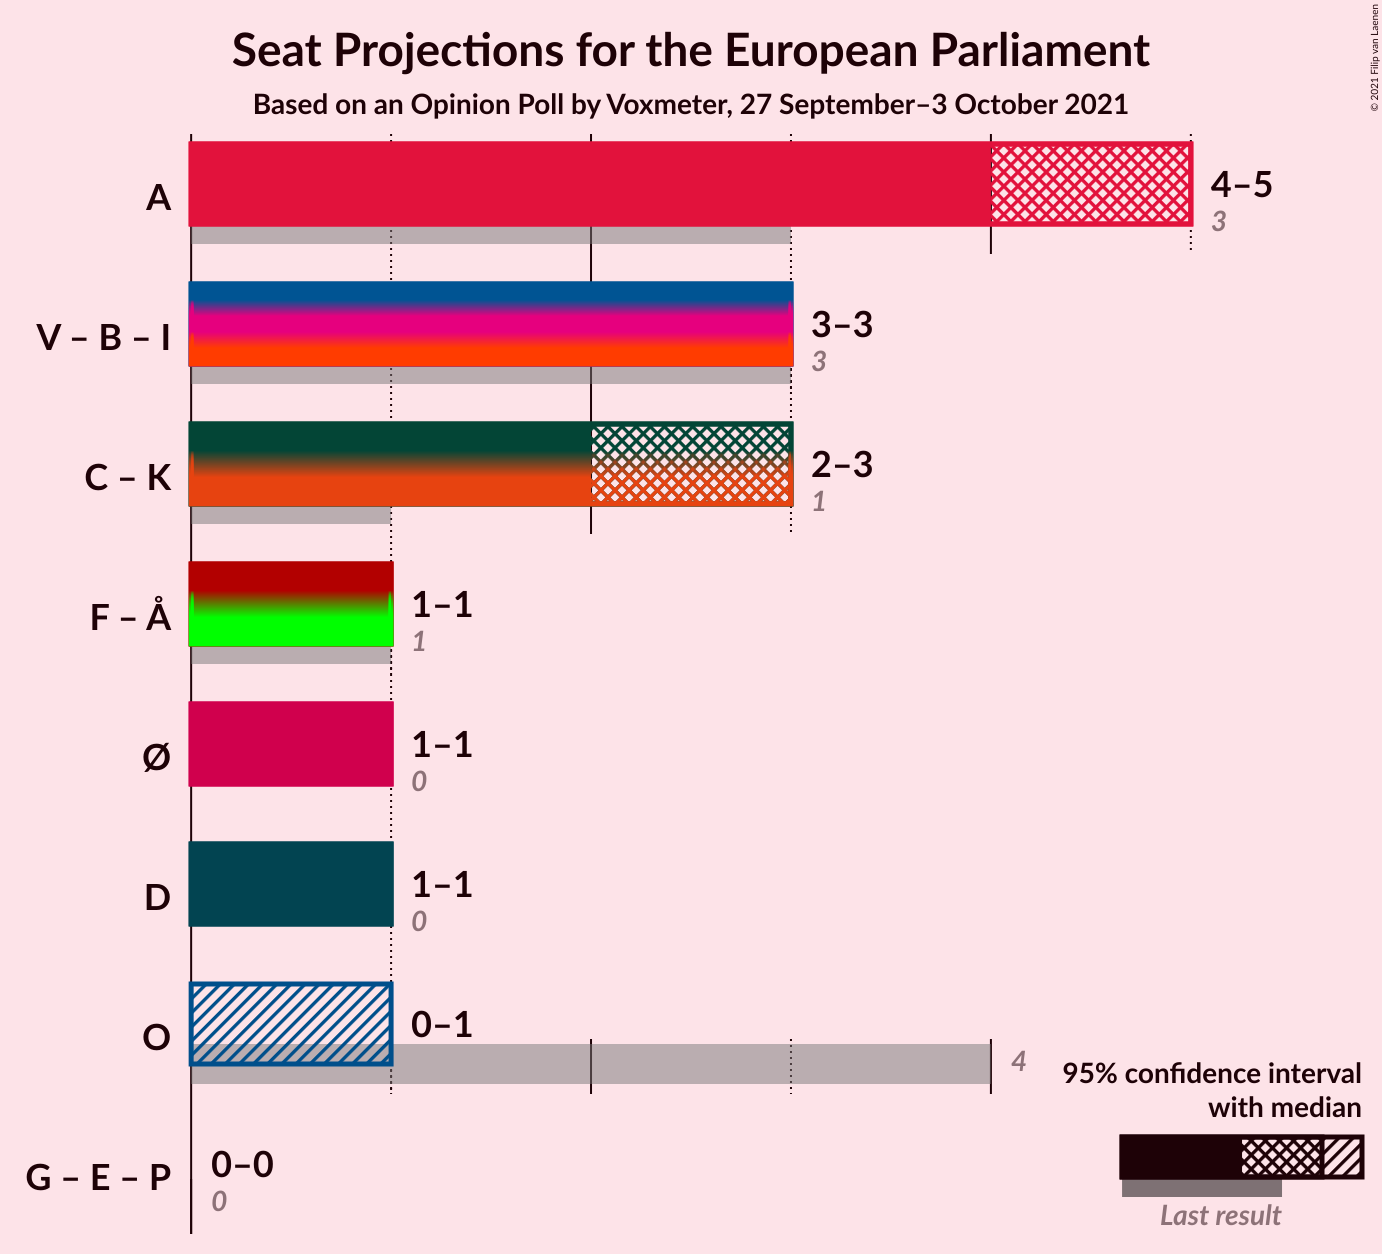 Seat Projections for the European Parliament
Based on an Opinion Poll by Voxmeter, 27 September–3 October 2021
© 2021 Filip van Laenen
A
4–5
3
V – B – I
3–3
3
C – K
2–3
1
F – Å
1–1
1
Ø
1–1
0
D
1–1
0
O
0–1
4
G – E – P
0–0
0
95% confidence interval
with median
Last result